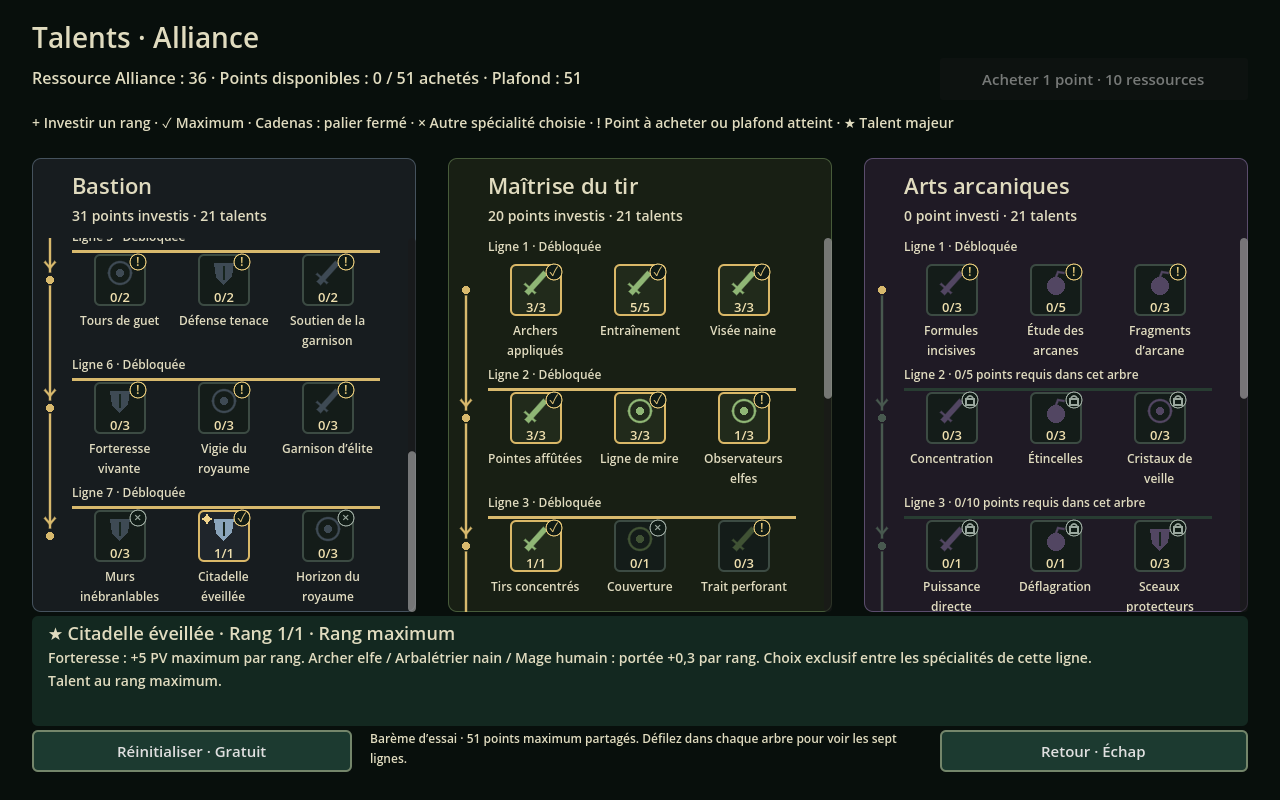 Talents · Alliance
Ressource Alliance : 36 · Points disponibles : 0 / 51 achetés · Plafond : 51
Acheter 1 point · 10 ressources
+ Investir un rang · ✓ Maximum · Cadenas : palier fermé · × Autre spécialité choisie · ! Point à acheter ou plafond atteint · ★ Talent majeur
Bastion
31 points investis · 21 talents
Ligne 5 · Débloquée
! ! !
0/2 0/2 0/2
Tours de guet Défense tenace Soutien de la
garnison
Ligne 6 · Débloquée
! ! !
0/3 0/3 0/3
Forteresse Vigie du Garnison d’élite
vivante royaume
Ligne 7 · Débloquée
× ✓ ×
0/3 1/1 0/3
Murs Citadelle Horizon du
inébranlables éveillée royaume
Maîtrise du tir
20 points investis · 21 talents
Ligne 1 · Débloquée
✓ ✓ ✓
3/3 5/5 3/3
Archers Entraînement Visée naine
appliqués
Ligne 2 · Débloquée
✓ ✓ !
3/3 3/3 1/3
Pointes affûtées Ligne de mire Observateurs
elfes
Ligne 3 · Débloquée
✓ × !
1/1 0/1 0/3
Tirs concentrés Couverture Trait perforant
Arts arcaniques
0 point investi · 21 talents
Ligne 1 · Débloquée
! ! !
0/3 0/5 0/3
Formules Étude des Fragments
incisives arcanes d’arcane
Ligne 2 · 0/5 points requis dans cet arbre
0/3 0/3 0/3
Concentration Étincelles Cristaux de
veille
Ligne 3 · 0/10 points requis dans cet arbre
0/1 0/1 0/3
Puissance Déflagration Sceaux
directe protecteurs
★ Citadelle éveillée · Rang 1/1 · Rang maximum
Forteresse : +5 PV maximum par rang. Archer elfe / Arbalétrier nain / Mage humain : portée +0,3 par rang. Choix exclusif entre les spécialités de cette ligne.
Talent au rang maximum.
Réinitialiser · Gratuit
Barème d’essai · 51 points maximum partagés. Défilez dans chaque arbre pour voir les sept
lignes.
Retour · Échap